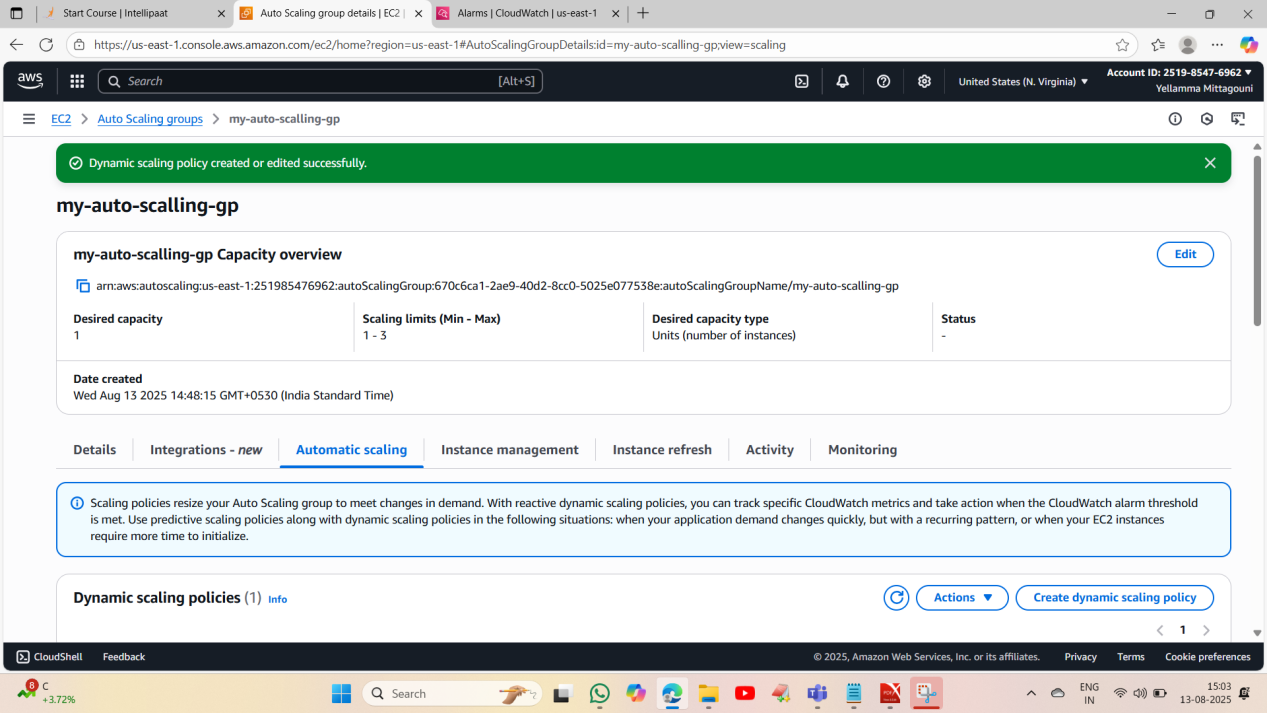 Start Course | Intellipaat
Auto Scaling group details | EC2 |
Alarms | CloudWatch | us-east-1
https://us-east-1.console.aws.amazon.com/ec2/home?region=us-east-1#AutoScalingGroupDetails:id=my-auto-scalling-gp;view=scaling
aws
Search [Alt+S]
United States (N. Virginia)
Account ID: 2519-8547-6962
Yellamma Mittagouni
EC2 > Auto Scaling groups > my-auto-scalling-gp
Dynamic scaling policy created or edited successfully.
my-auto-scalling-gp
my-auto-scalling-gp Capacity overview
Edit
arn:aws:autoscaling:us-east-1:251985476962:autoScalingGroup:670c6ca1-2ae9-40d2-8cc0-5025e077538e:autoScalingGroupName/my-auto-scalling-gp
Desired capacity
1
Scaling limits (Min - Max)
1 - 3
Desired capacity type
Units (number of instances)
Status
-
Date created
Wed Aug 13 2025 14:48:15 GMT+0530 (India Standard Time)
Details
Integrations - new
Automatic scaling
Instance management
Instance refresh
Activity
Monitoring
Scaling policies resize your Auto Scaling group to meet changes in demand. With reactive dynamic scaling policies, you can track specific CloudWatch metrics and take action when the CloudWatch alarm threshold
is met. Use predictive scaling policies along with dynamic scaling policies in the following situations: when your application demand changes quickly, but with a recurring pattern, or when your EC2 instances
require more time to initialize.
Dynamic scaling policies (1) Info
Actions
Create dynamic scaling policy
1
CloudShell
Feedback
© 2025, Amazon Web Services, Inc. or its affiliates.
Privacy
Terms
Cookie preferences
8
C
+3.72%
Search
ENG
IN
15:03
13-08-2025